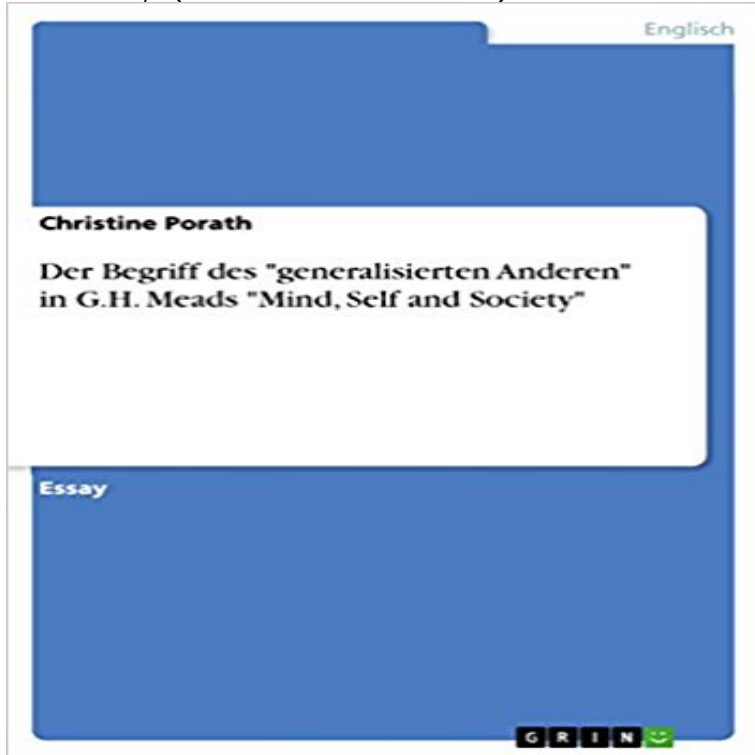 Englisch
Christine Porath
Der Begriff des "generalisierten Anderen"
in G.H. Meads "Mind, Self and Society"
Essay
GRIN